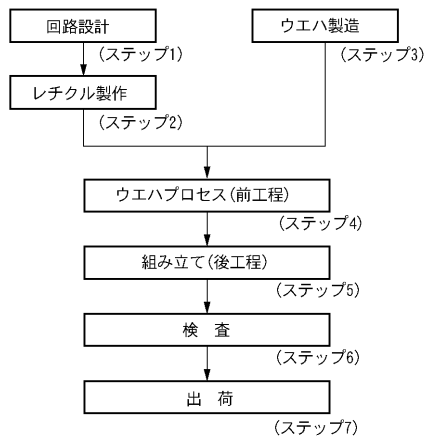 回路設計
(ステップ1)
ウエハ製造
(ステップ3)
レチクル製作
(ステップ2)
ウエハプロセス(前工程)
(ステップ4)
組み立て(後工程)
(ステップ5)
検 査
(ステップ6)
出 荷
(ステップ7)